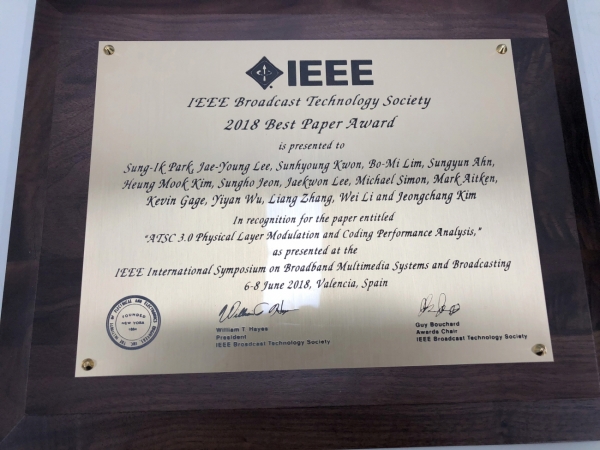 IEEE
IEEE Broadcast Technology Society
2018 Best Paper Award
is presented to
Sung-Ik Park, Jae-Young Lee, Sunhyoung Kwon, Bo-Mi Lim, Sungyun Ahn,
Heung Mook Kim, Sungho Jeon, Jaekwon Lee, Michael Simon, Mark Aitken,
Kevin Gage, Yiyan Wu, Liang Zhang, Wei Li and Jeongchang Kim
In recognition for the paper entitled
"ATSC 3.0 Physical Layer Modulation and Coding Performance Analysis,"
as presented at the
IEEE International Symposium on Broadband Multimedia Systems and Broadcasting
6-8 June 2018, Valencia, Spain
FOUNDED
NEW YORK
1884
William T. Hayes
President
IEEE Broadcast Technology Society
Guy Bouchard
Awards Chair
IEEE Broadcast Technology Society